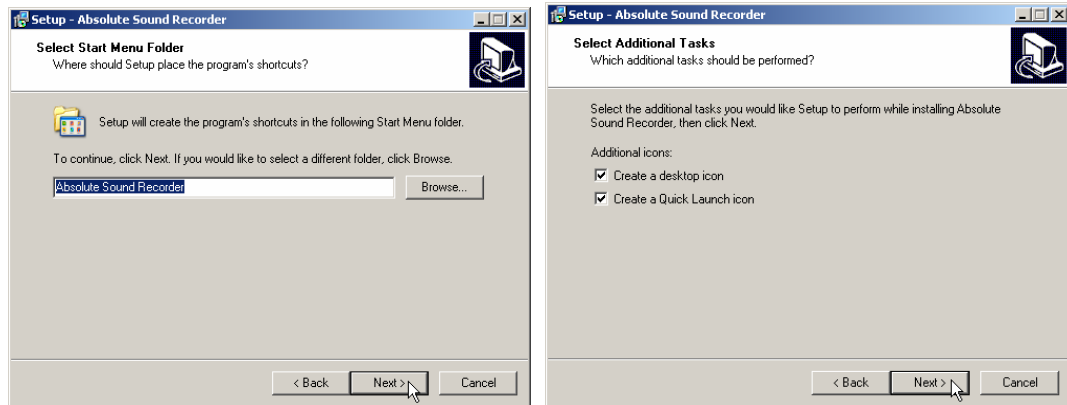 Setup - Absolute Sound Recorder
Select Start Menu Folder
Where should Setup place the program's shortcuts?
Setup will create the program's shortcuts in the following Start Menu folder.
To continue, click Next. If you would like to select a different folder, click Browse.
Absolute Sound Recorder
Browse...
< Back
Next >
Cancel
Setup - Absolute Sound Recorder
Select Additional Tasks
Which additional tasks should be performed?
Select the additional tasks you would like Setup to perform while installing Absolute
Sound Recorder, then click Next.
Additional icons:
Create a desktop icon
Create a Quick Launch icon
< Back
Next >
Cancel